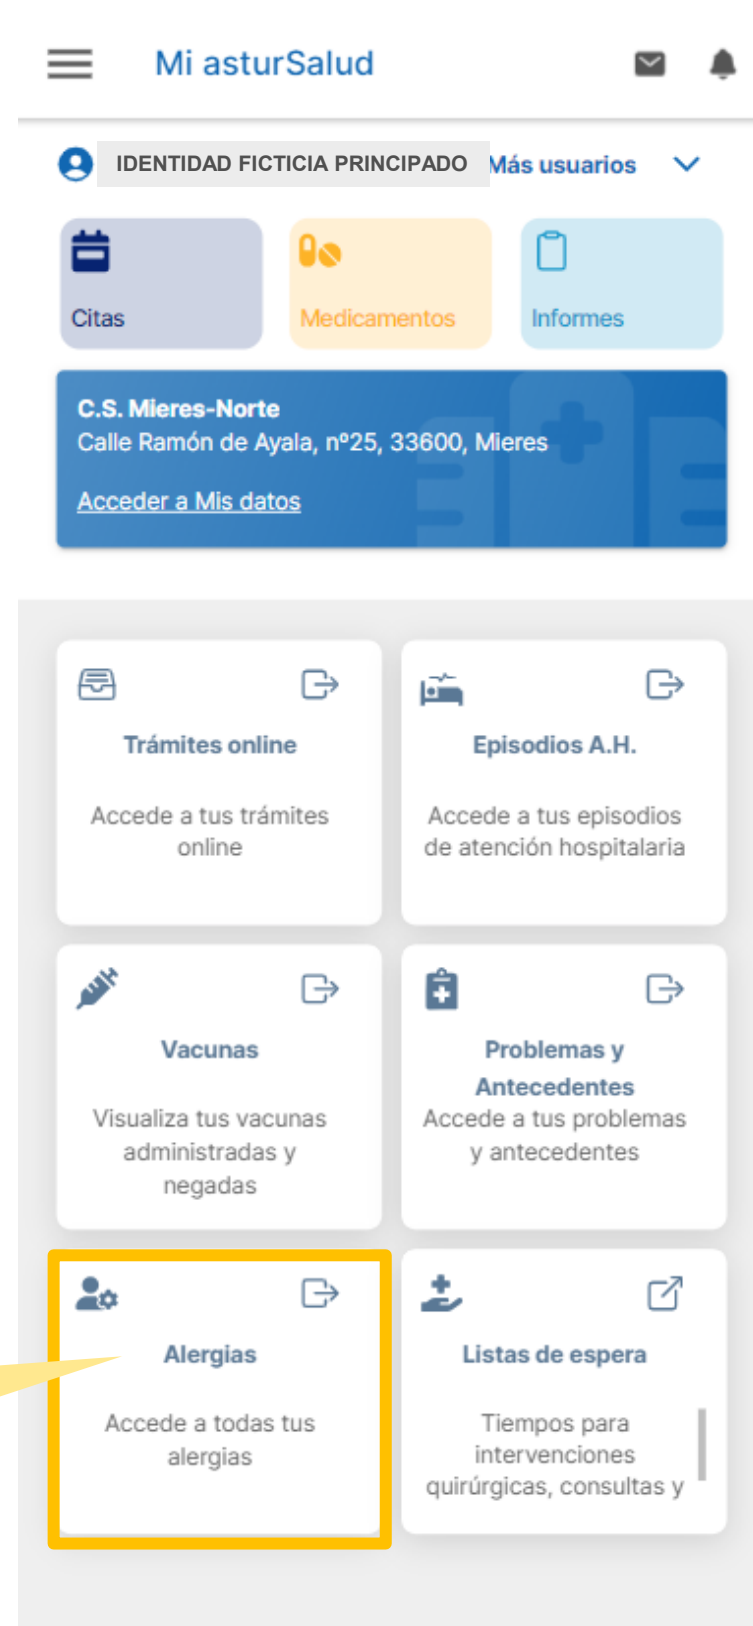 Mi asturSalud
IDENTIDAD FICTICIA PRINCIPADO Más usuarios
Citas
Medicamentos
Informes
C.S. Mieres-Norte
Calle Ramón de Ayala, nº25, 33600, Mieres
Acceder a Mis datos
Trámites online
Accede a tus trámites
online
Episodios A.H.
Accede a tus episodios
de atención hospitalaria
Vacunas
Visualiza tus vacunas
administradas y
negadas
Problemas y
Antecedentes
Accede a tus problemas
y antecedentes
Alergias
Accede a todas tus
alergias
Listas de espera
Tiempos para
intervenciones
quirúrgicas, consultas y